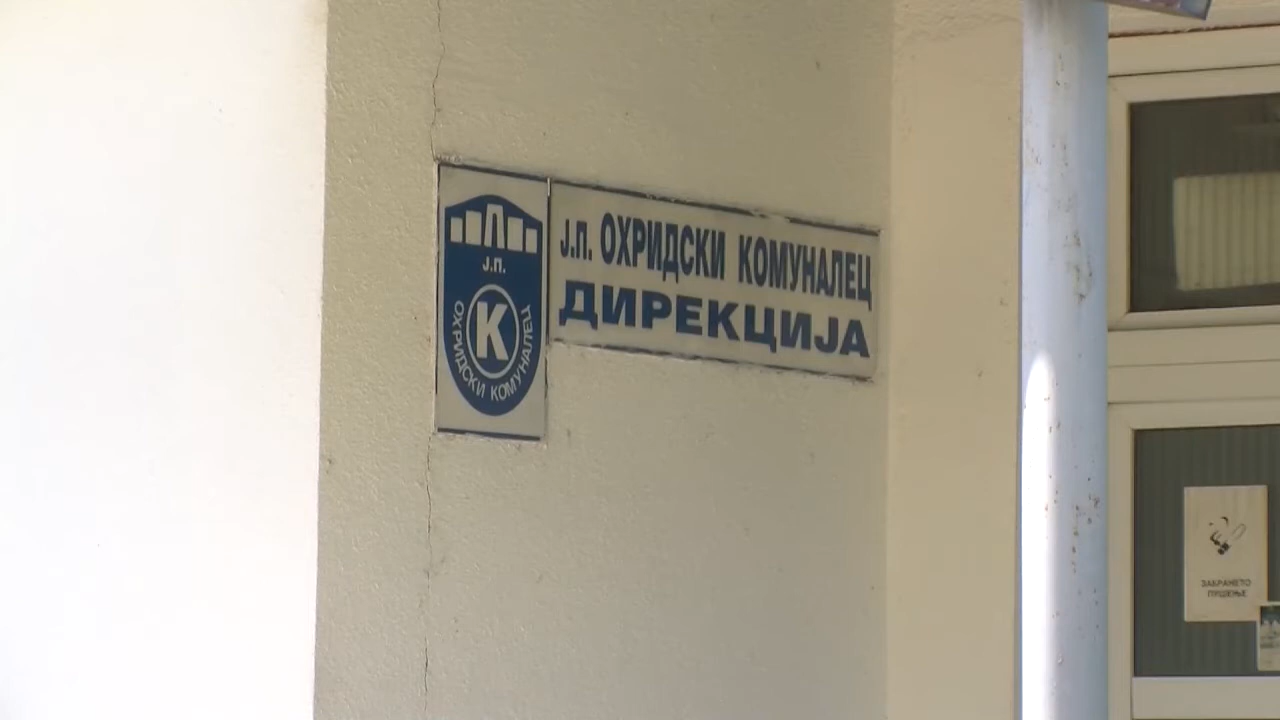 Ј.П.
К
ОХРИДСКИ КОМУНАЛЕЦ
Ј.П. ОХРИДСКИ КОМУНАЛЕЦ
ДИРЕКЦИЈА
ЗАБРАНЕТО
ПУШЕЊЕ